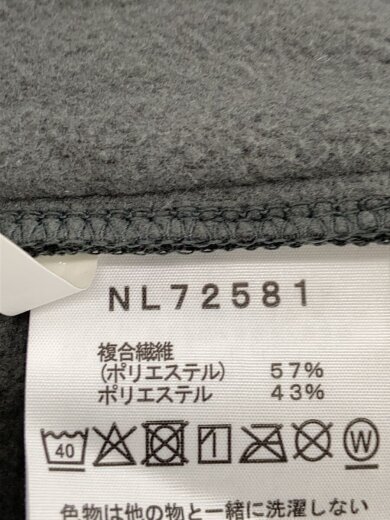 NL72581
複合繊維
(ポリエステル) 57%
ポリエステル 43%
40 W
色物は他の物と一緒に洗濯しない